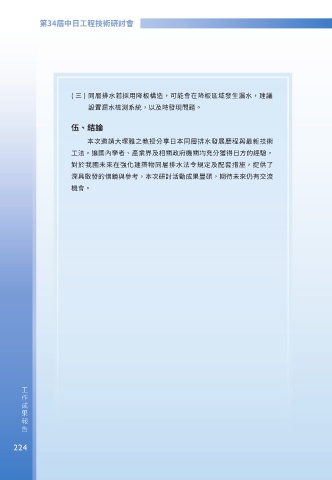 第34屆中日工程技術研討會
(三)同層排水若採用降板構造，可能會在降板區域發生漏水，建議
設置漏水檢測系統，以及時發現問題。
伍、結論
本次邀請大塚雅之教授分享日本同層排水發展歷程與最新技術
工法，讓國內學者、產業界及相關政府機關均充分獲得日方的經驗，
對於我國未來在強化建築物同層排水法令規定及配套措施，提供了
深具啟發的價值與參考，本次研討活動成果豐碩，期待未來仍有交流
機會。
工作成果報告
224